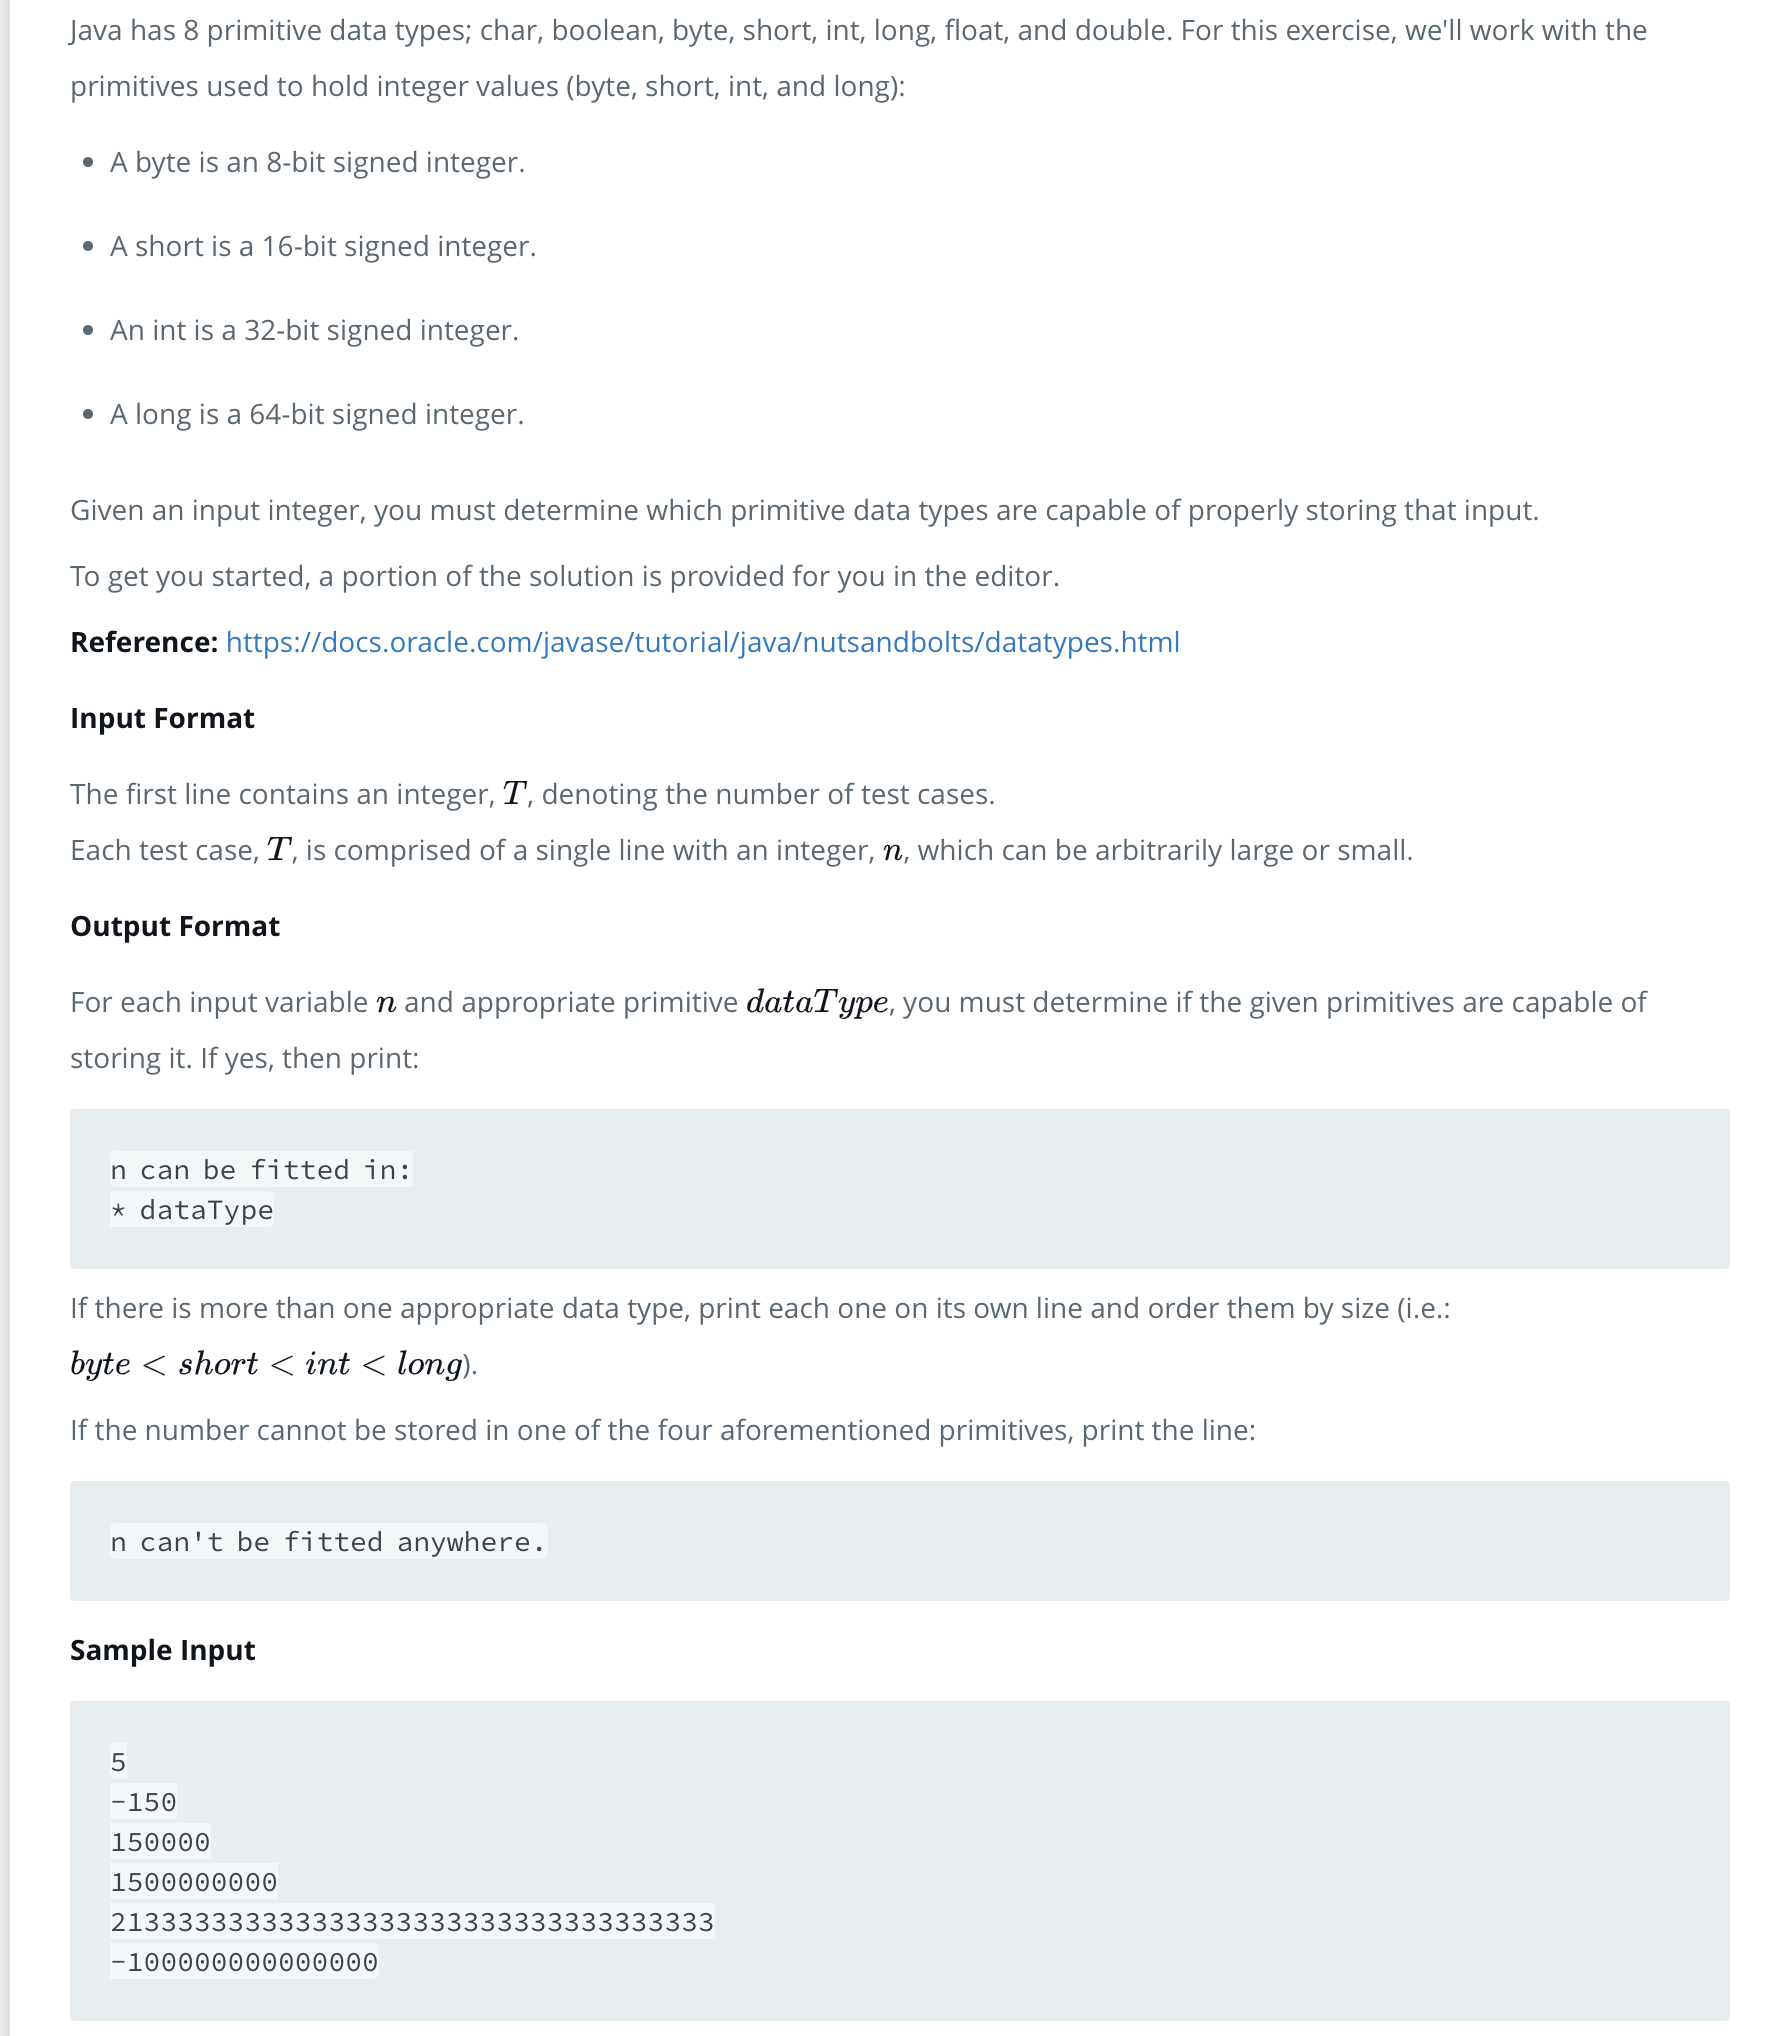 Java has 8 primitive data types; char, boolean, byte, short, int, long, float, and double. For this exercise, we'll work with the
primitives used to hold integer values (byte, short, int, and long):
• A byte is an 8-bit signed integer.
• A short is a 16-bit signed integer.
• An int is a 32-bit signed integer.
• A long is a 64-bit signed integer.
Given an input integer, you must determine which primitive data types are capable of properly storing that input.
To get you started, a portion of the solution is provided for you in the editor.
Reference: https://docs.oracle.com/javase/tutorial/java/nutsandbolts/datatypes.html
Input Format
The first line contains an integer, T, denoting the number of test cases.
Each test case, T, is comprised of a single line with an integer, n, which can be arbitrarily large or small.
Output Format
For each input variable n and appropriate primitive dataType, you must determine if the given primitives are capable of
storing it. If yes, then print:
n can be fitted in:
* dataType
If there is more than one appropriate data type, print each one on its own line and order them by size (i.e.:
byte < short < int < long).
If the number cannot be stored in one of the four aforementioned primitives, print the line:
n can't be fitted anywhere.
Sample Input
5
-150
150000
1500000000
213333333333333333333333333333333333
-100000000000000